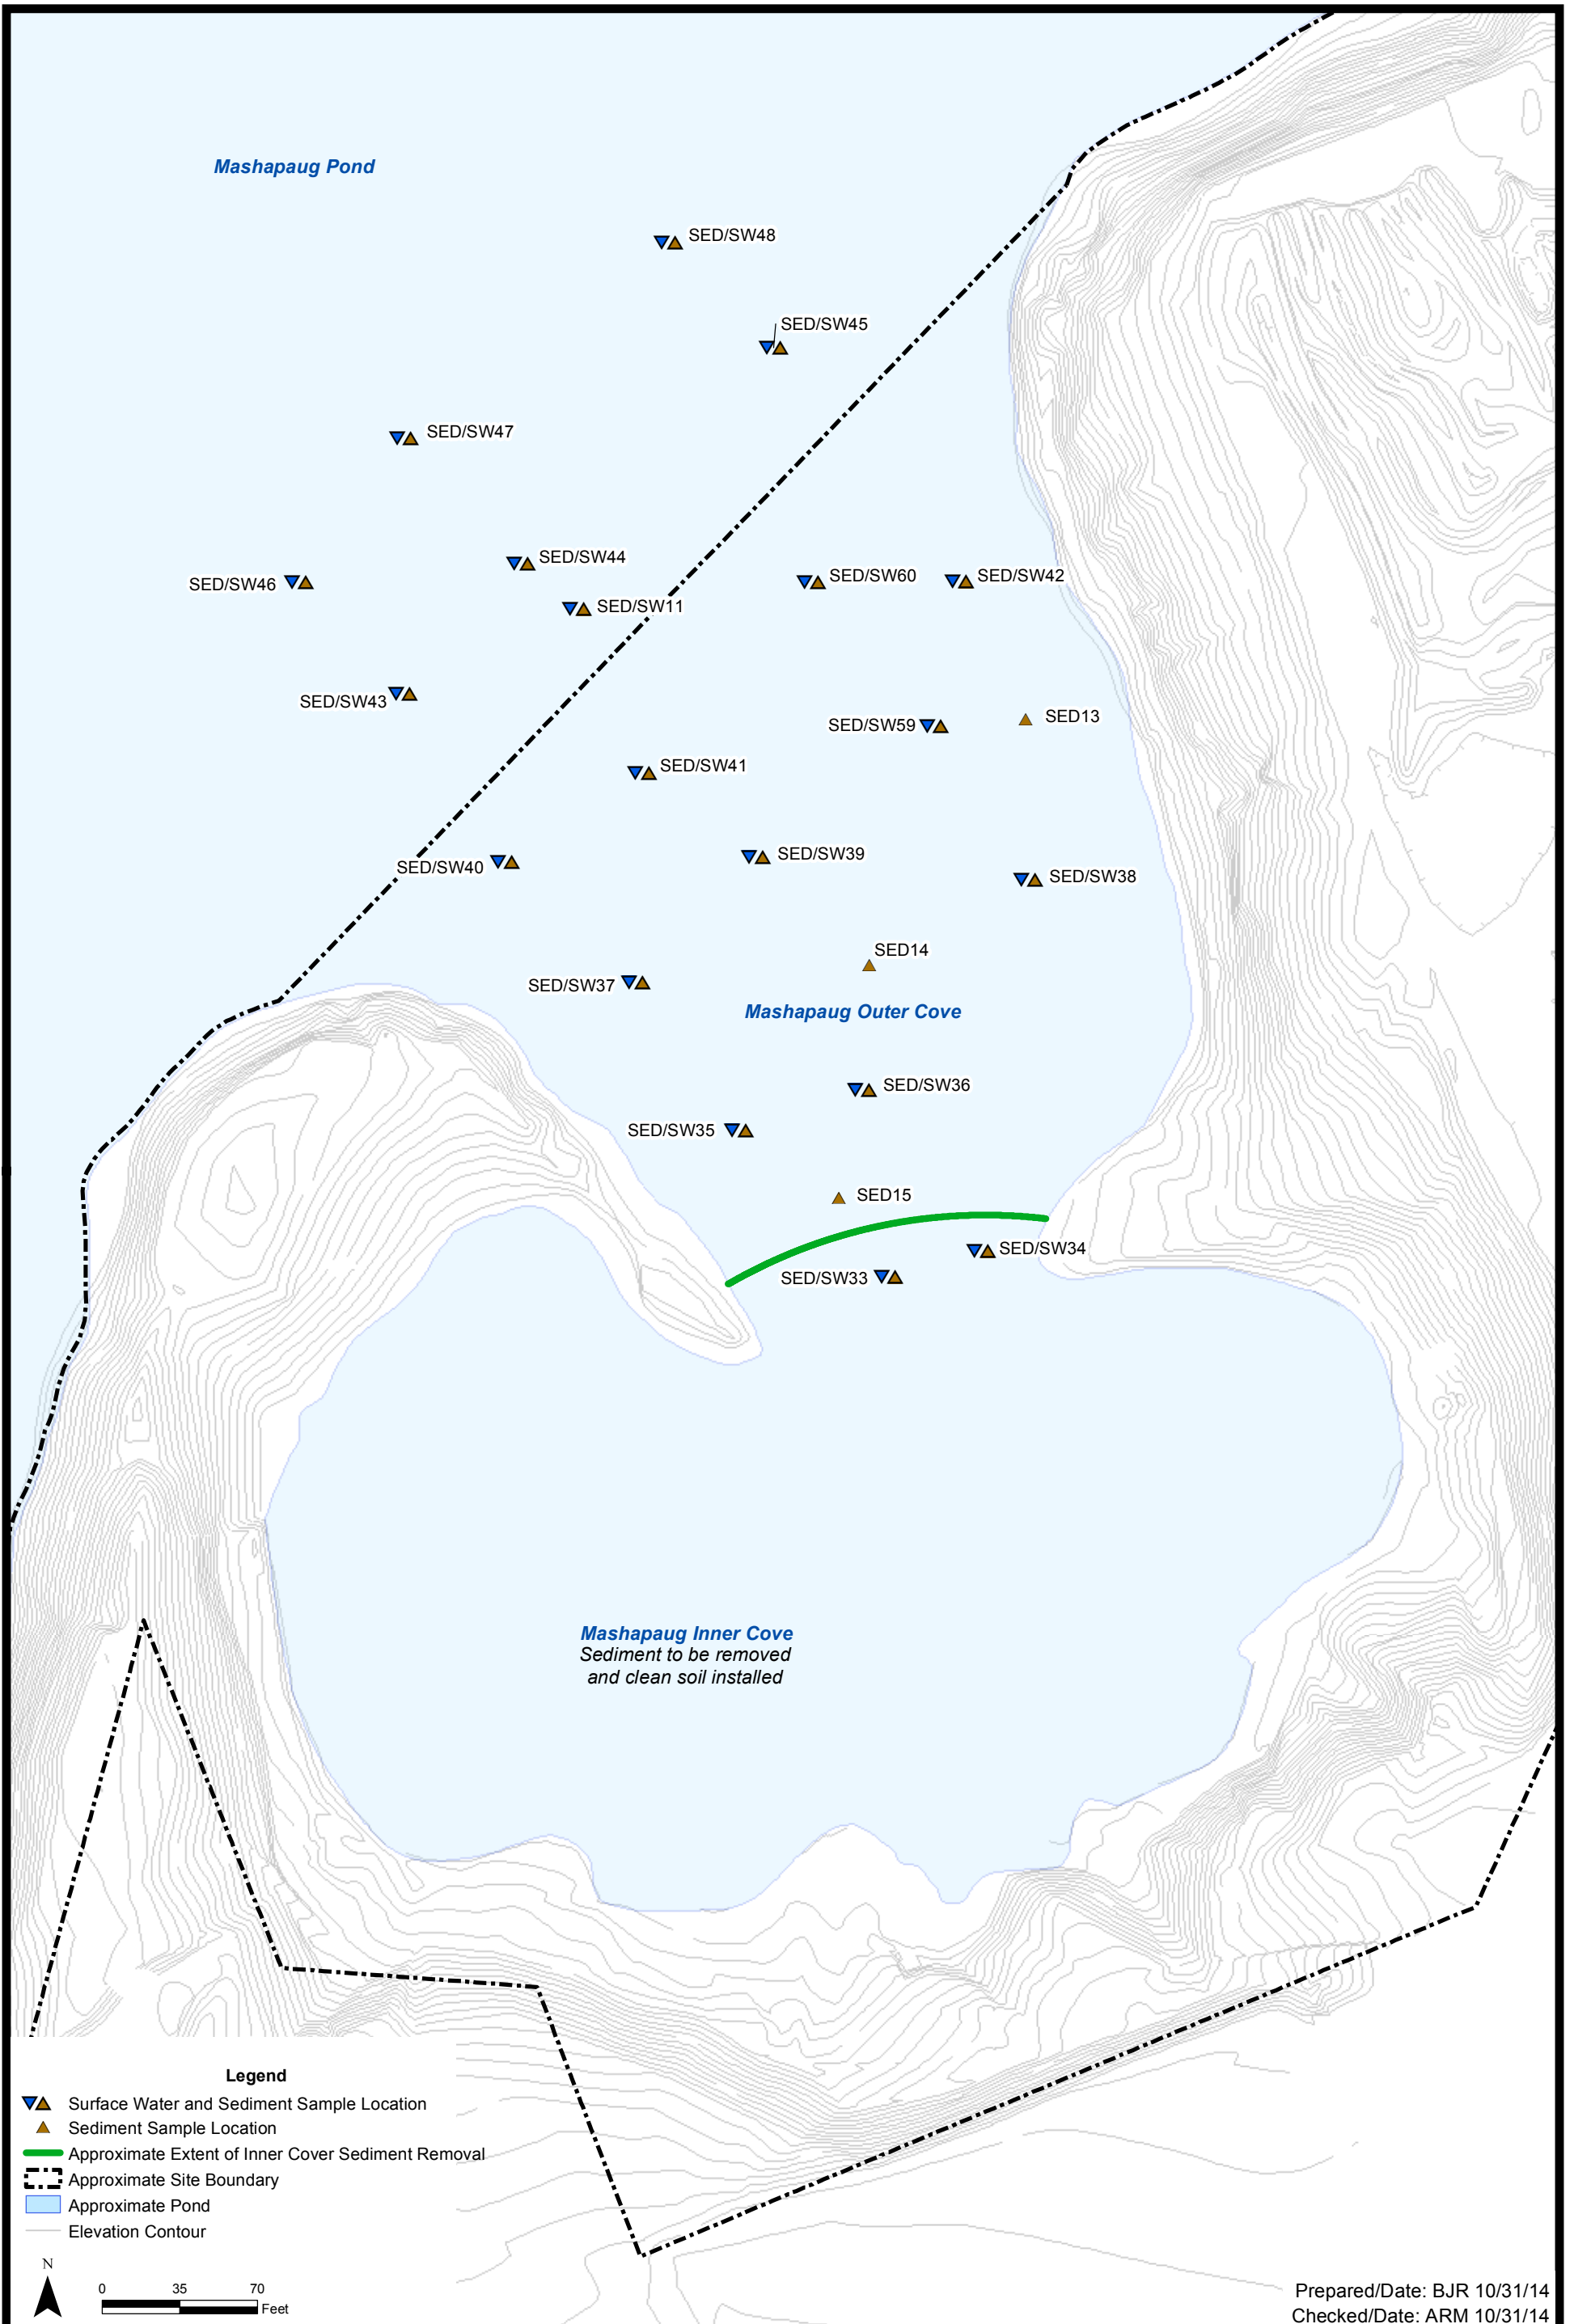 Mashapaug Pond
SED/SW48
SED/SW45
SED/SW47
SED/SW44
SED/SW46
SED/SW60
SED/SW42
SED/SW11
SED/SW43
SED13
SED/SW59
SED/SW41
SED/SW39
SED/SW40
SED/SW38
SED14
SED/SW37
Mashapaug Outer Cove
SED/SW36
SED/SW35
SED15
SED/SW34
SED/SW33
Mashapaug Inner Cove
Sediment to be removed
and clean soil installed
Legend
Surface Water and Sediment Sample Location
Sediment Sample Location
Approximate Extent of Inner Cover Sediment Removal
Approximate Site Boundary
Approximate Pond
Elevation Contour
N
0 35 70
Feet
Prepared/Date: BJR 10/31/14
Checked/Date: ARM 10/31/14